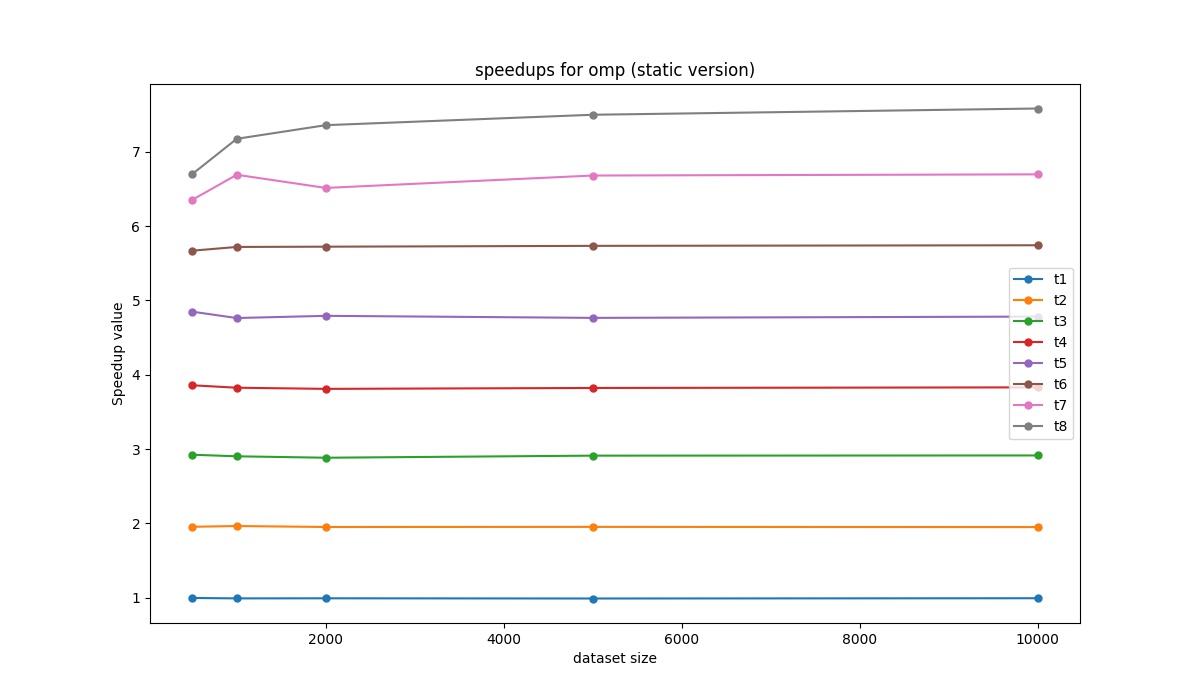 speedups for omp (static version)
Speedup value
7
6
5
4
3
2
1
t1
t2
t3
t4
t5
t6
t7
t8
2000 4000 6000 8000 10000
dataset size